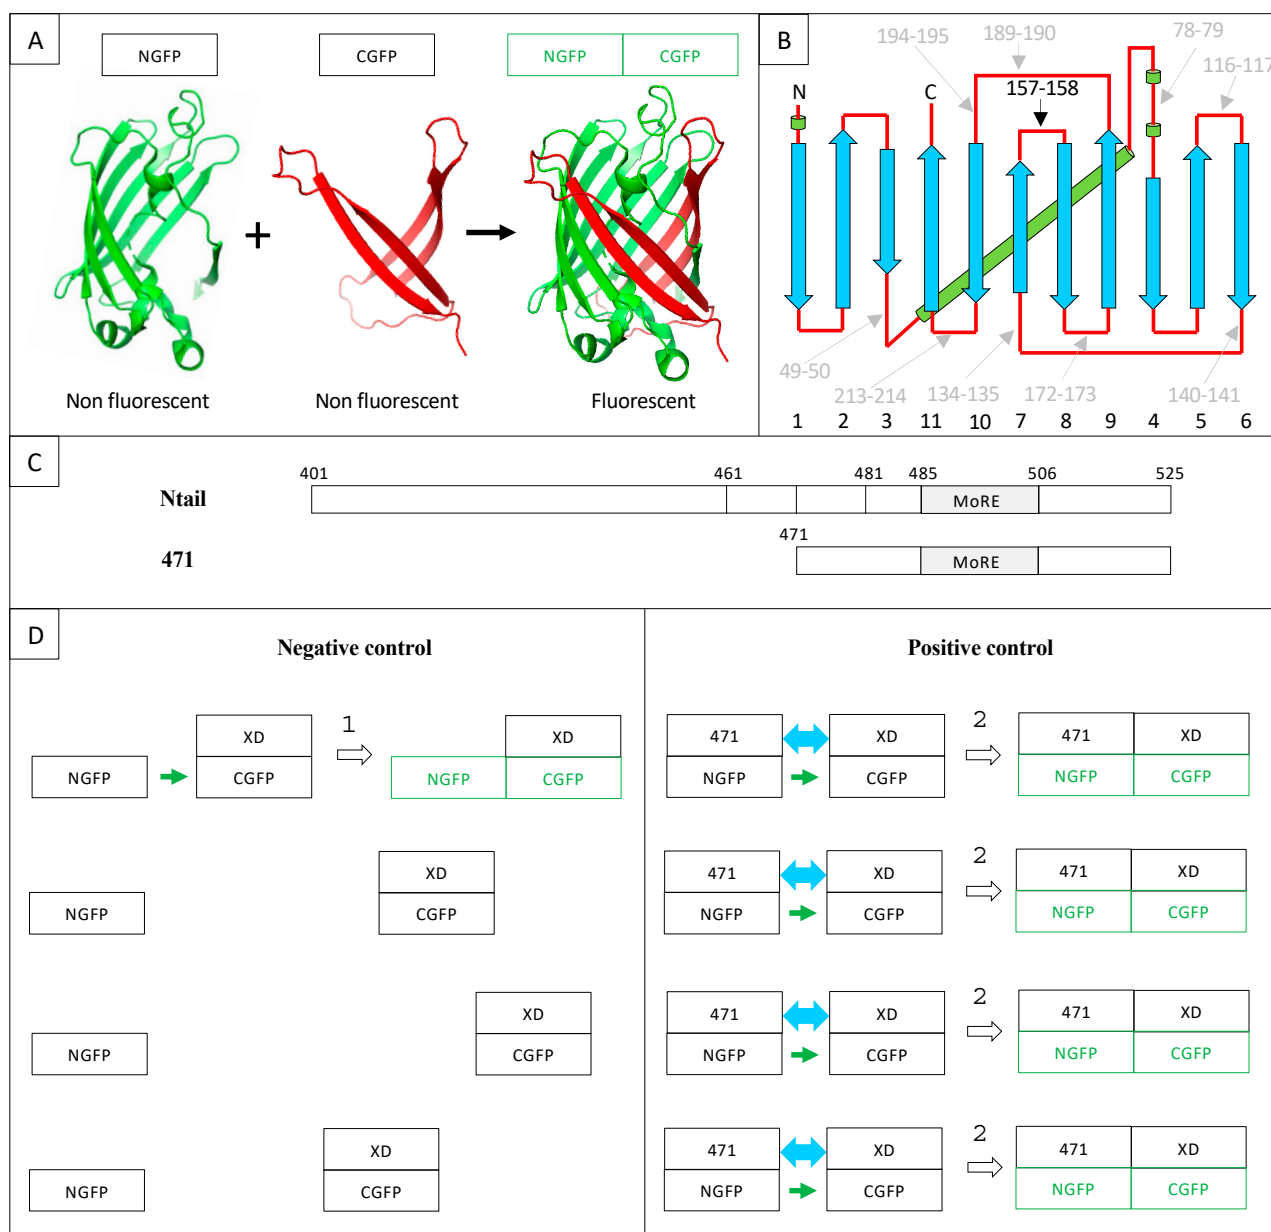 A
NGFP
CGFP
NGFP CGFP
+
Non fluorescent
Non fluorescent
Fluorescent
B
194-195
189-190
78-79
116-117
157-158
N
C
49-50
213-214
134-135
172-173
140-141
1 2 3 11 10 7 8 9 4 5 6
C
401 461 481 485 506 525
Ntail
MoRE
471
471
MoRE
D
Negative control
XD
1
XD
NGFP
CGFP
NGFP CGFP
XD
NGFP
CGFP
XD
NGFP
CGFP
XD
NGFP
CGFP
Positive control
471 XD 2 471 XD
NGFP CGFP NGFP CGFP
471 XD 2 471 XD
NGFP CGFP NGFP CGFP
471 XD 2 471 XD
NGFP CGFP NGFP CGFP
471 XD 2 471 XD
NGFP CGFP NGFP CGFP